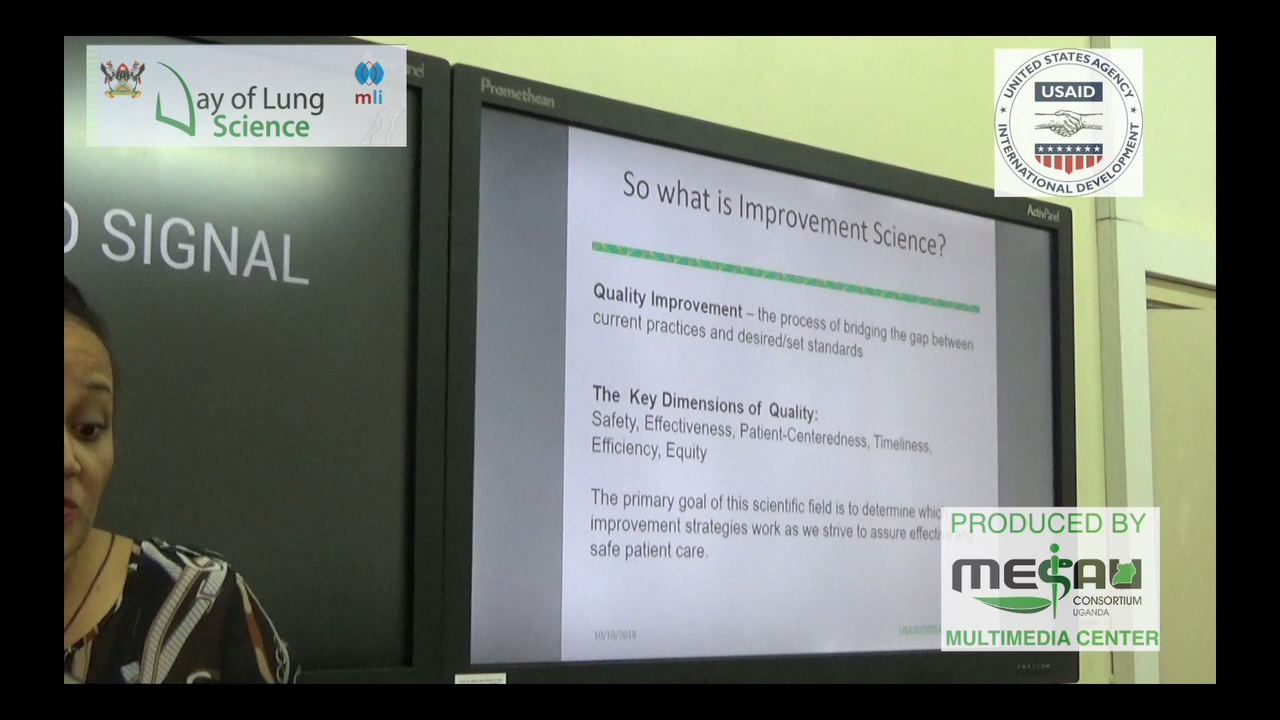 Day of Lung
Science
mli
Promethean
UNITED STATES AGENCY
USAID
INTERNATIONAL DEVELOPMENT
ActivPanel
SIGNAL
So what is Improvement Science?
Quality Improvement – the process of bridging the gap between
current practices and desired/set standards
The Key Dimensions of Quality:
Safety, Effectiveness, Patient-Centeredness, Timeliness,
Efficiency, Equity
The primary goal of this scientific field is to determine which
improvement strategies work as we strive to assure effective and
safe patient care.
10/10/2018
PRODUCED BY
MESAU
CONSORTIUM
UGANDA
MULTIMEDIA CENTER